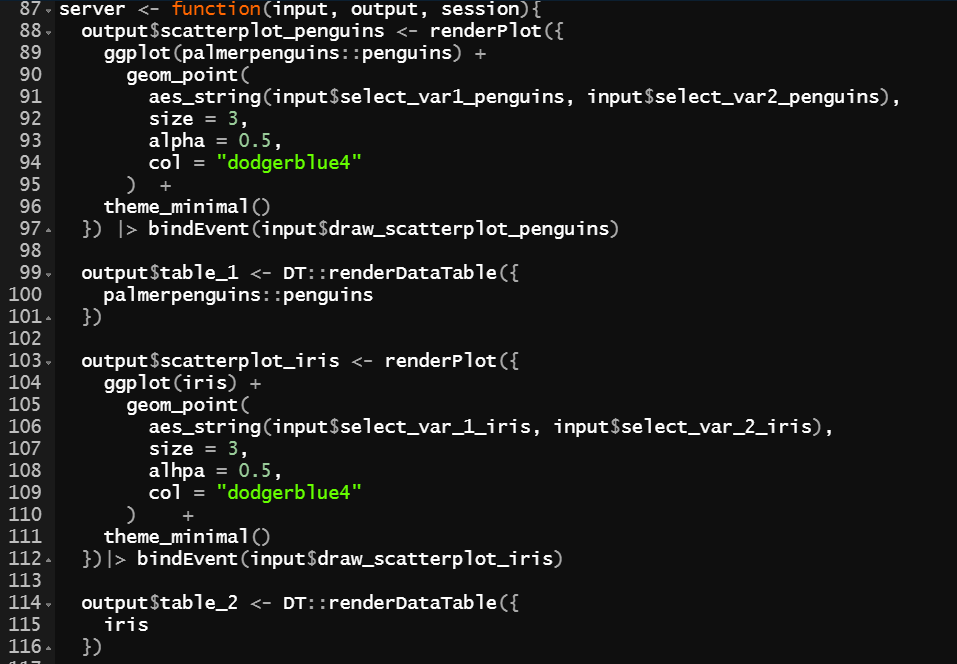 87 server <- function(input, output, session){
88   output$scatterplot_penguins <- renderPlot({
89     ggplot(palmerpenguins::penguins) +
90       geom_point(
91         aes_string(input$select_var1_penguins, input$select_var2_penguins),
92         size = 3,
93         alpha = 0.5,
94         col = "dodgerblue4"
95       )  +
96     theme_minimal()
97   }) |> bindEvent(input$draw_scatterplot_penguins)
98
99   output$table_1 <- DT::renderDataTable({
100     palmerpenguins::penguins
101   })
102
103   output$scatterplot_iris <- renderPlot({
104     ggplot(iris) +
105       geom_point(
106         aes_string(input$select_var_1_iris, input$select_var_2_iris),
107         size = 3,
108         alhpa = 0.5,
109         col = "dodgerblue4"
110       )    +
111     theme_minimal()
112   })|> bindEvent(input$draw_scatterplot_iris)
113
114   output$table_2 <- DT::renderDataTable({
115     iris
116   })